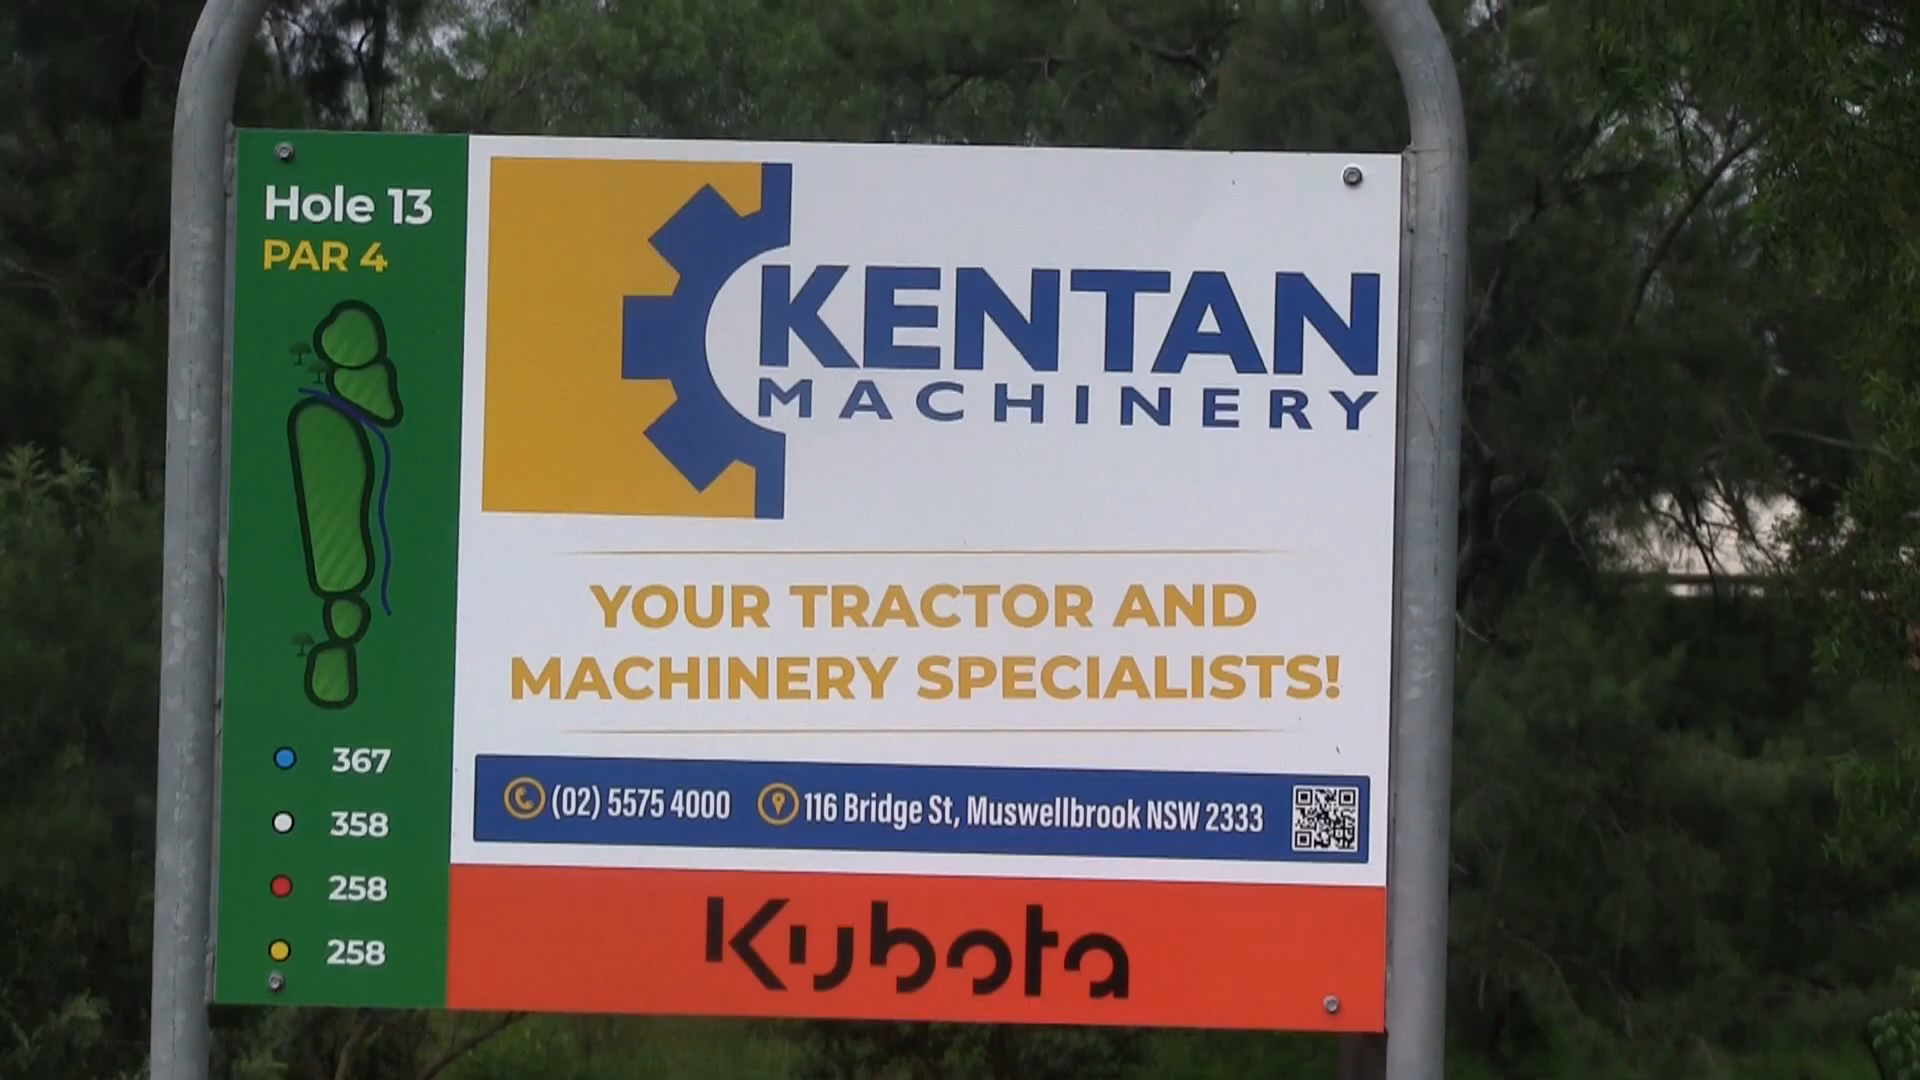 Hole 13
PAR 4
367
358
258
258
KENTAN
MACHINERY
YOUR TRACTOR AND
MACHINERY SPECIALISTS!
(02) 5575 4000 116 Bridge St, Muswellbrook NSW 2333
Kubota